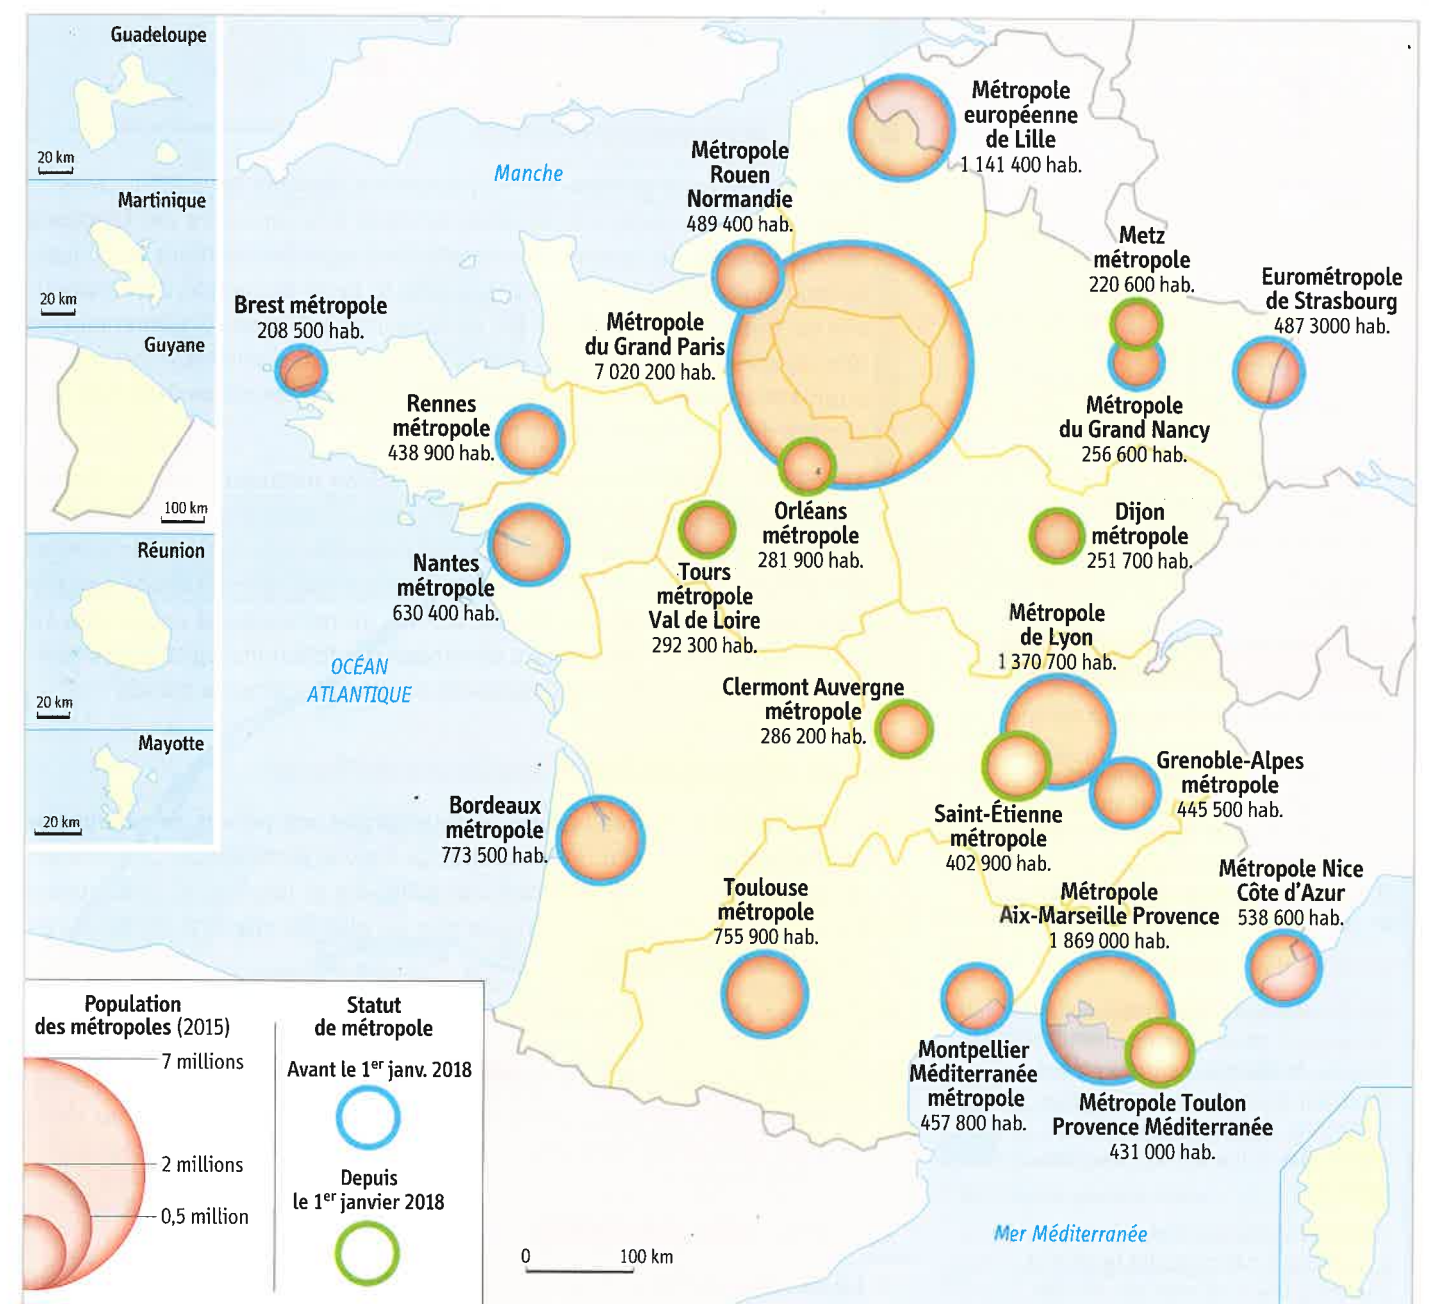 Guadeloupe
20 km
Martinique
20 km
Guyane
100 km
Réunion
20 km
Mayotte
20 km
Manche
OCÉAN
ATLANTIQUE
Mer Méditerranée
Métropole
européenne
de Lille
1 141 400 hab.
Métropole
Rouen
Normandie
489 400 hab.
Metz
métropole
220 600 hab.
Eurométropole
de Strasbourg
487 3000 hab.
Brest métropole
208 500 hab.
Métropole
du Grand Paris
7 020 200 hab.
Rennes
métropole
438 900 hab.
Métropole
du Grand Nancy
256 600 hab.
Nantes
métropole
630 400 hab.
Tours
métropole
Val de Loire
292 300 hab.
Orléans
métropole
281 900 hab.
Dijon
métropole
251 700 hab.
Métropole
de Lyon
1 370 700 hab.
Clermont Auvergne
métropole
286 200 hab.
Grenoble-Alpes
métropole
445 500 hab.
Saint-Étienne
métropole
402 900 hab.
Bordeaux
métropole
773 500 hab.
Toulouse
métropole
755 900 hab.
Métropole
Aix-Marseille Provence
1 869 000 hab.
Métropole Nice
Côte d'Azur
538 600 hab.
Montpellier
Méditerranée
métropole
457 800 hab.
Métropole Toulon
Provence Méditerranée
431 000 hab.
Population
des métropoles (2015)
7 millions
2 millions
0,5 million
Statut
de métropole
Avant le 1er janv. 2018
Depuis
le 1er janvier 2018
0 100 km